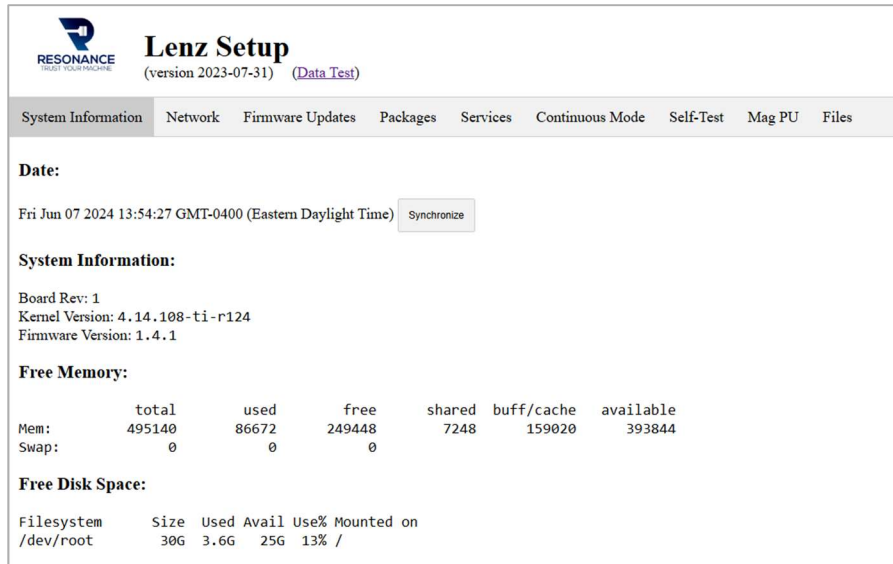 RESONANCE
TRUST YOUR MACHINE
Lenz Setup
(version 2023-07-31) (Data Test)
System Information Network Firmware Updates Packages Services Continuous Mode Self-Test Mag PU Files
Date:
Fri Jun 07 2024 13:54:27 GMT-0400 (Eastern Daylight Time) Synchronize
System Information:
Board Rev: 1
Kernel Version: 4.14.108-ti-r124
Firmware Version: 1.4.1
Free Memory:
total used free shared buff/cache available
Mem: 495140 86672 249448 7248 159020 393844
Swap: 0 0 0
Free Disk Space:
Filesystem Size Used Avail Use% Mounted on
/dev/root 30G 3.6G 25G 13% /